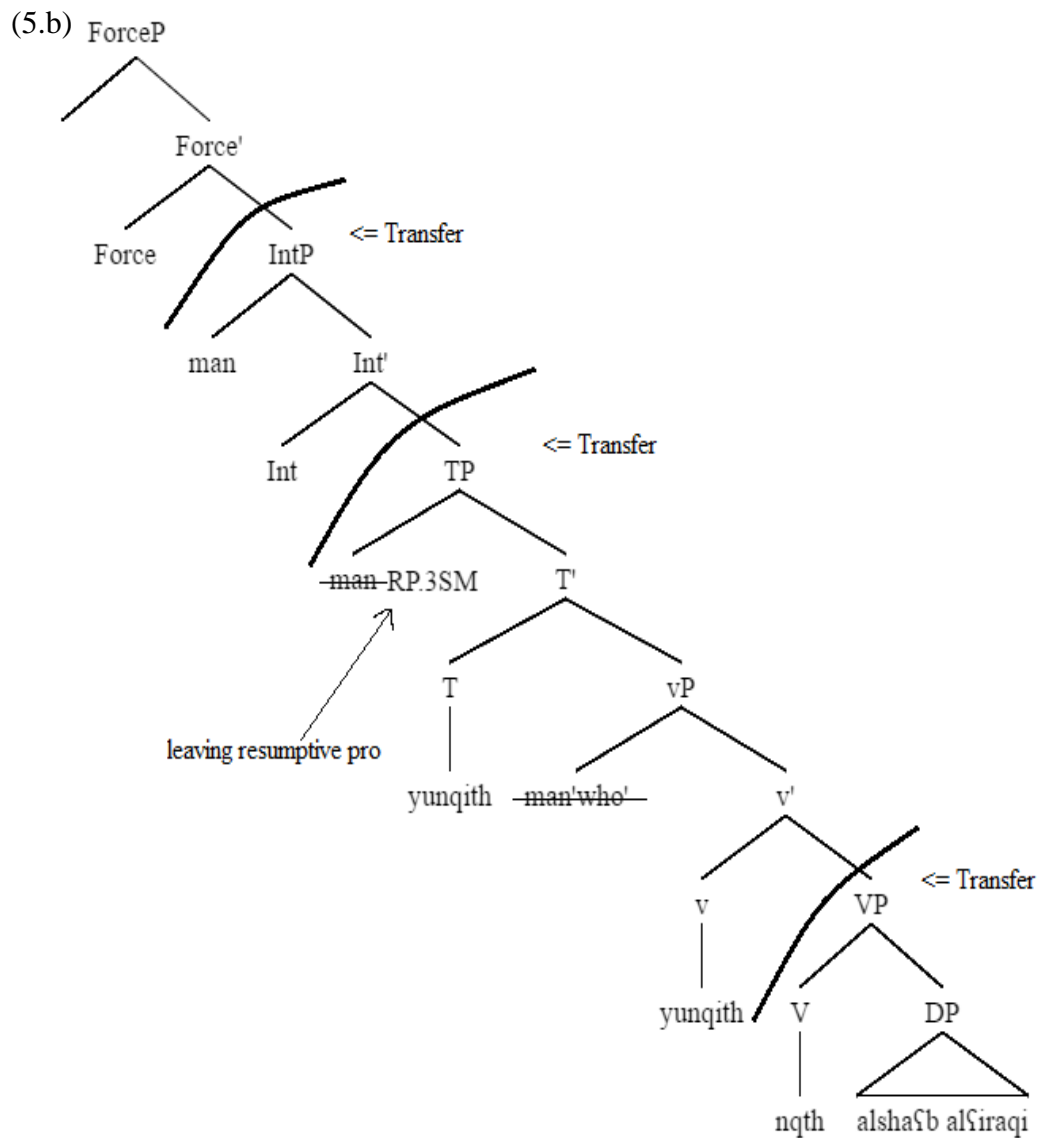 (5.b)
ForceP
Force'
Force
IntP
<= Transfer
man
Int'
Int
TP
<= Transfer
man RP.3SM
T'
T
vP
leaving resumptive pro
yunqith
man'who'
v'
v
VP
<= Transfer
yunqith
V
DP
nqth
alshaʕb alʕiraqi